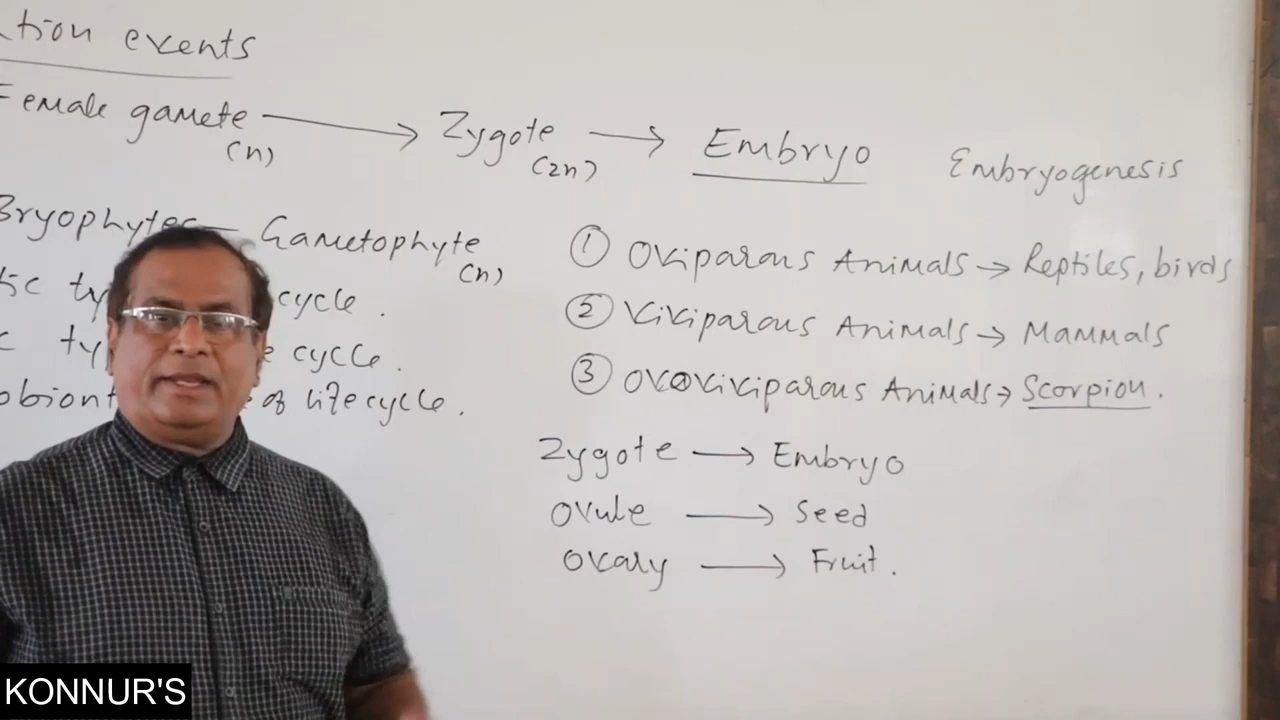 tion events
Female gamete → Zygote → Embryo Embryogenesis
(n) (2n)
Bryophytes – Gametophyte
(n)
① Oviparous Animals → Reptiles, birds
cycle.
② Viviparous Animals → Mammals
cycle.
③ Ovoviviparous Animals → Scorpion.
of lifecycle.
Zygote → Embryo
Ovule → Seed
Ovary → Fruit.
KONNUR'S